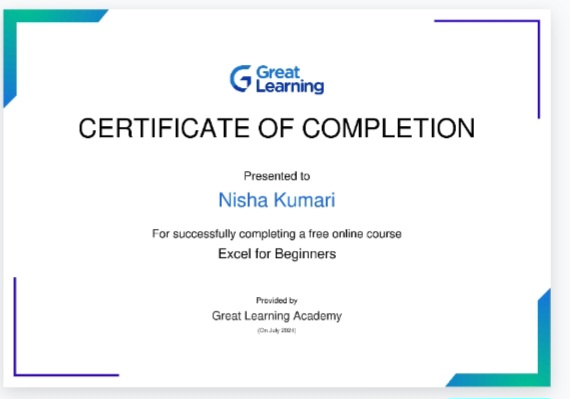 Great
Learning
CERTIFICATE OF COMPLETION
Presented to
Nisha Kumari
For successfully completing a free online course
Excel for Beginners
Provided by
Great Learning Academy
(On July